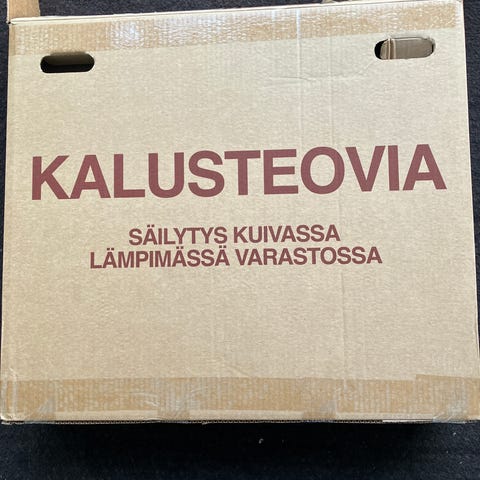 KALUSTEOVIA
SÄILYTYS KUIVASSA
LÄMPIMÄSSÄ VARASTOSSA